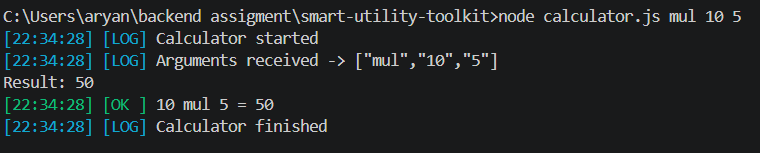 C:\Users\aryan\backend assigment\smart-utility-toolkit>node calculator.js mul 10 5
[22:34:28] [LOG] Calculator started
[22:34:28] [LOG] Arguments received -> ["mul","10","5"]
Result: 50
[22:34:28] [OK ] 10 mul 5 = 50
[22:34:28] [LOG] Calculator finished